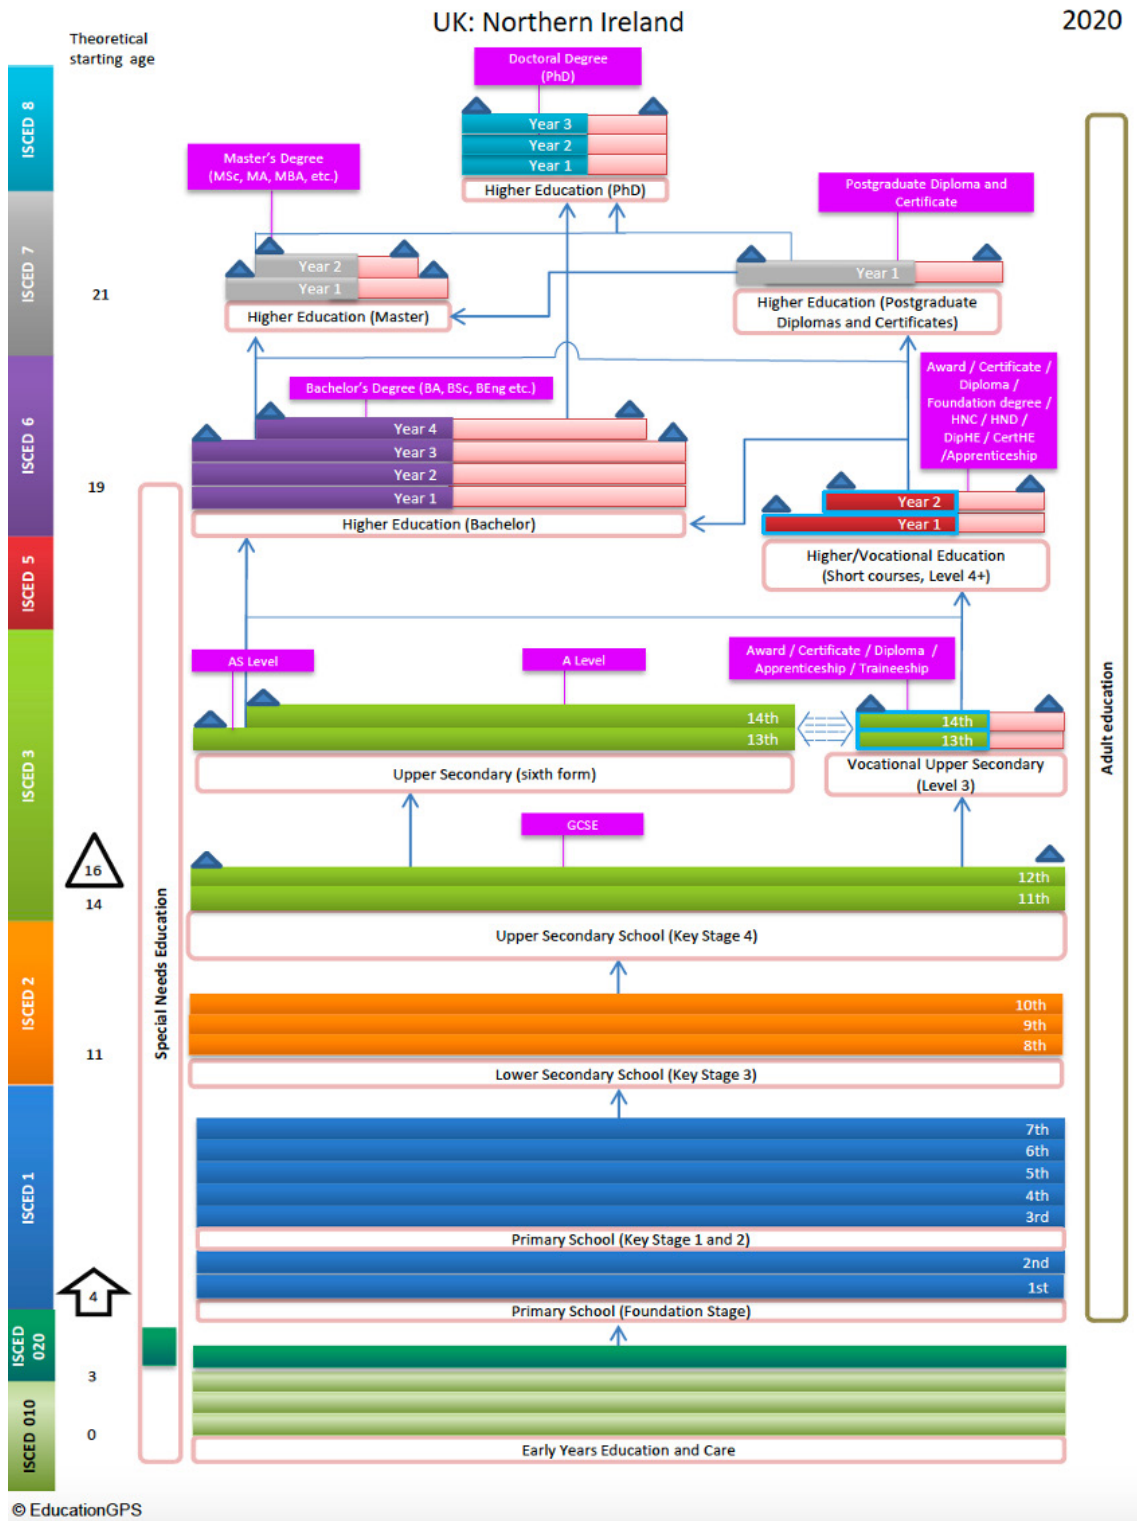 UK: Northern Ireland
2020
Theoretical
starting age
ISCED 8
Doctoral Degree
(PhD)
Year 3
Year 2
Year 1
Higher Education (PhD)
Master's Degree
(MSc, MA, MBA, etc.)
Postgraduate Diploma and
Certificate
ISCED 7
21
Year 2
Year 1
Higher Education (Master)
Year 1
Higher Education (Postgraduate
Diplomas and Certificates)
ISCED 6
19
Bachelor's Degree (BA, BSc, BEng etc.)
Year 4
Year 3
Year 2
Year 1
Higher Education (Bachelor)
Award / Certificate /
Diploma /
Foundation degree /
HNC / HND /
DipHE / CertHE
/Apprenticeship
Year 2
Year 1
Higher/Vocational Education
(Short courses, Level 4+)
ISCED 5
AS Level
A Level
Award / Certificate / Diploma /
Apprenticeship / Traineeship
ISCED 3
14th
13th
Upper Secondary (sixth form)
14th
13th
Vocational Upper Secondary
(Level 3)
Adult education
GCSE
16
14
12th
11th
Upper Secondary School (Key Stage 4)
Special Needs Education
ISCED 2
11
10th
9th
8th
Lower Secondary School (Key Stage 3)
ISCED 1
7th
6th
5th
4th
3rd
Primary School (Key Stage 1 and 2)
2nd
1st
4
Primary School (Foundation Stage)
ISCED
020
3
ISCED 010
0
Early Years Education and Care
© EducationGPS